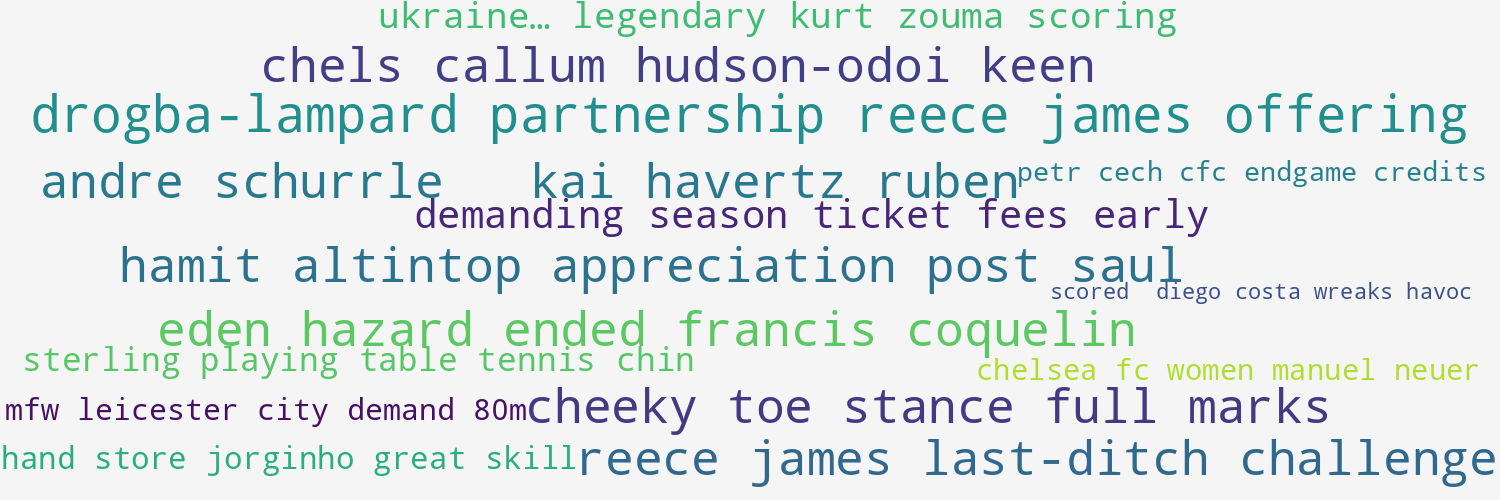 ukraine… legendary kurt zouma scoring
chels callum hudson-odoi keen
drogba-lampard partnership reece james offering
andre schurrle kai havertz ruben
petr cech cfc endgame credits
demanding season ticket fees early
hamit altintop appreciation post saul
scored diego costa wreaks havoc
eden hazard ended francis coquelin
sterling playing table tennis chin
chelsea fc women manuel neuer
mfw leicester city demand 80m
cheeky toe stance full marks
hand store jorginho great skill
reece james last-ditch challenge